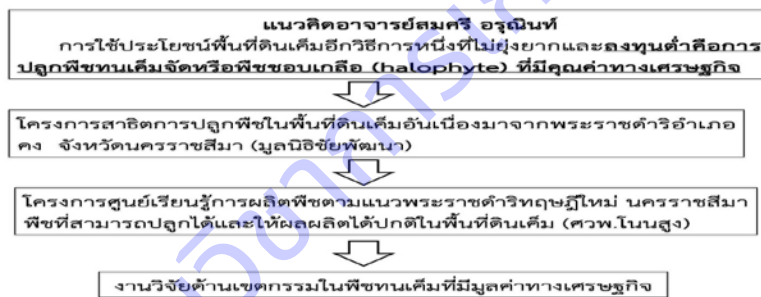 แนวคิดอาจารย์สมศรี อรุณินท์
การใช้ประโยชน์พื้นที่ดินเค็มอีกวิธีการหนึ่งที่ไม่ยุ่งยากและลงทุนต่ำคือการ
ปลูกพืชทนเค็มจัดหรือพืชชอบเกลือ (halophyte) ที่มีคุณค่าทางเศรษฐกิจ
โครงการสาธิตการปลูกพืชในพื้นที่ดินเค็มอันเนื่องมาจากพระราชดำริอำเภอ
คง จังหวัดนครราชสีมา (มูลนิธิชัยพัฒนา)
โครงการศูนย์เรียนรู้การผลิตพืชตามแนวพระราชดำริทฤษฎีใหม่ นครราชสีมา
พืชที่สามารถปลูกได้และให้ผลผลิตได้ปกติในพื้นที่ดินเค็ม (ศวพ.โนนสูง)
งานวิจัยด้านเขตกรรมในพืชทนเค็มที่มีมูลค่าทางเศรษฐกิจ